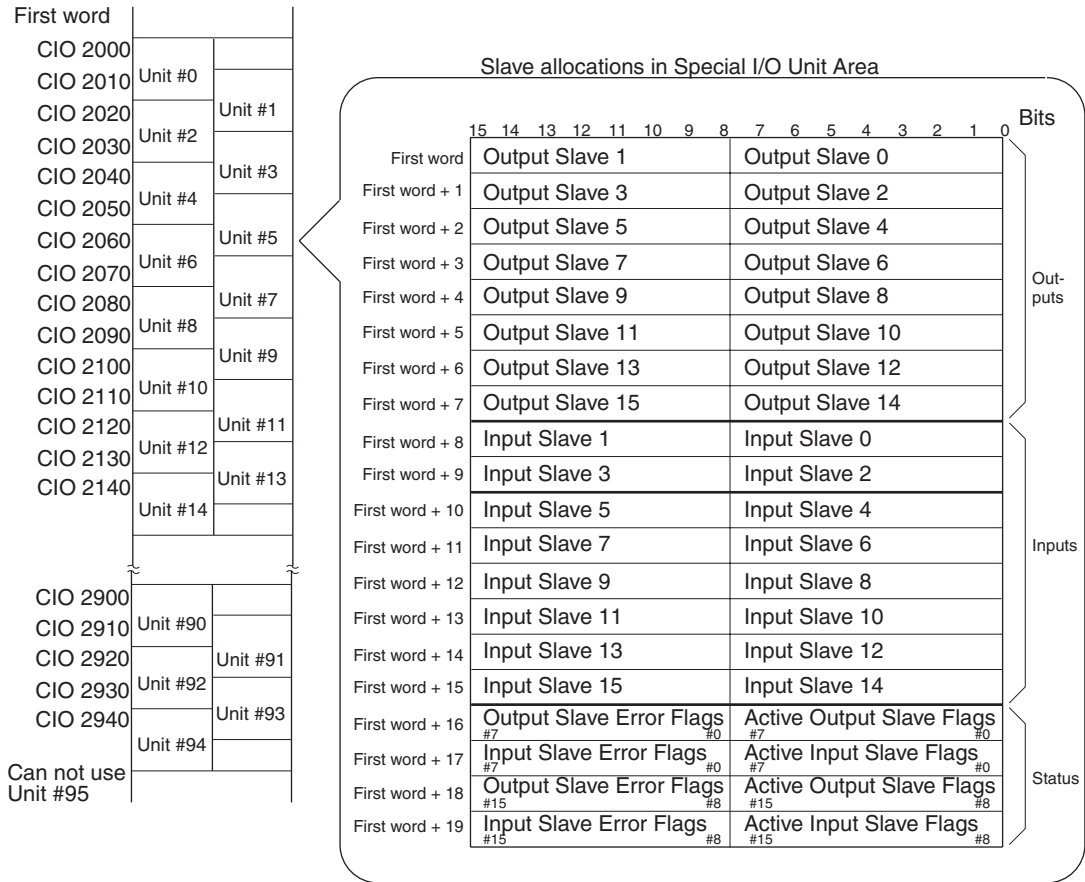 First word
CIO 2000
CIO 2010
CIO 2020
CIO 2030
CIO 2040
CIO 2050
CIO 2060
CIO 2070
CIO 2080
CIO 2090
CIO 2100
CIO 2110
CIO 2120
CIO 2130
CIO 2140
Unit #0
Unit #2
Unit #4
Unit #6
Unit #8
Unit #10
Unit #12
Unit #14
Unit #1
Unit #3
Unit #5
Unit #7
Unit #9
Unit #11
Unit #13
CIO 2900
CIO 2910
CIO 2920
CIO 2930
CIO 2940
Unit #90
Unit #92
Unit #94
Unit #91
Unit #93
Can not use
Unit #95
Slave allocations in Special I/O Unit Area
Bits
15 14 13 12 11 10 9 8 7 6 5 4 3 2 1 0
First word Output Slave 1 Output Slave 0
First word + 1 Output Slave 3 Output Slave 2
First word + 2 Output Slave 5 Output Slave 4
First word + 3 Output Slave 7 Output Slave 6
First word + 4 Output Slave 9 Output Slave 8
First word + 5 Output Slave 11 Output Slave 10
First word + 6 Output Slave 13 Output Slave 12
First word + 7 Output Slave 15 Output Slave 14
Out-
puts
First word + 8 Input Slave 1 Input Slave 0
First word + 9 Input Slave 3 Input Slave 2
First word + 10 Input Slave 5 Input Slave 4
First word + 11 Input Slave 7 Input Slave 6
First word + 12 Input Slave 9 Input Slave 8
First word + 13 Input Slave 11 Input Slave 10
First word + 14 Input Slave 13 Input Slave 12
First word + 15 Input Slave 15 Input Slave 14
Inputs
First word + 16 Output Slave Error Flags Active Output Slave Flags
#7 #0 #7 #0
First word + 17 Input Slave Error Flags Active Input Slave Flags
#7 #0 #7 #0
First word + 18 Output Slave Error Flags Active Output Slave Flags
#15 #8 #15 #8
First word + 19 Input Slave Error Flags Active Input Slave Flags
#15 #8 #15 #8
Status